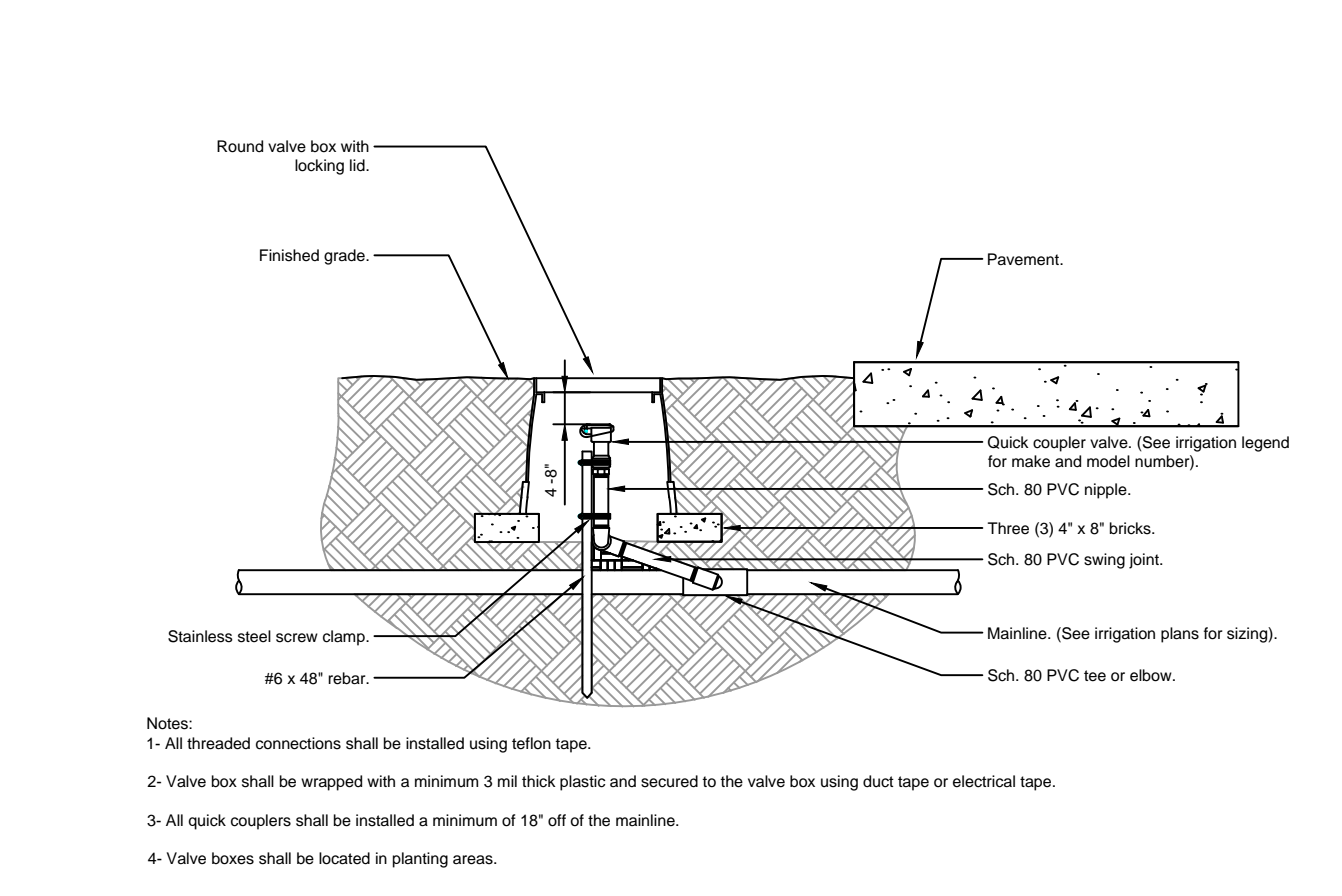 Round valve box with
locking lid.
Finished grade.
Pavement.
Quick coupler valve. (See irrigation legend
for make and model number).
4 -8"
Sch. 80 PVC nipple.
Three (3) 4" x 8" bricks.
Sch. 80 PVC swing joint.
Stainless steel screw clamp.
Mainline. (See irrigation plans for sizing).
#6 x 48" rebar.
Sch. 80 PVC tee or elbow.
Notes:
1- All threaded connections shall be installed using teflon tape.
2- Valve box shall be wrapped with a minimum 3 mil thick plastic and secured to the valve box using duct tape or electrical tape.
3- All quick couplers shall be installed a minimum of 18" off of the mainline.
4- Valve boxes shall be located in planting areas.